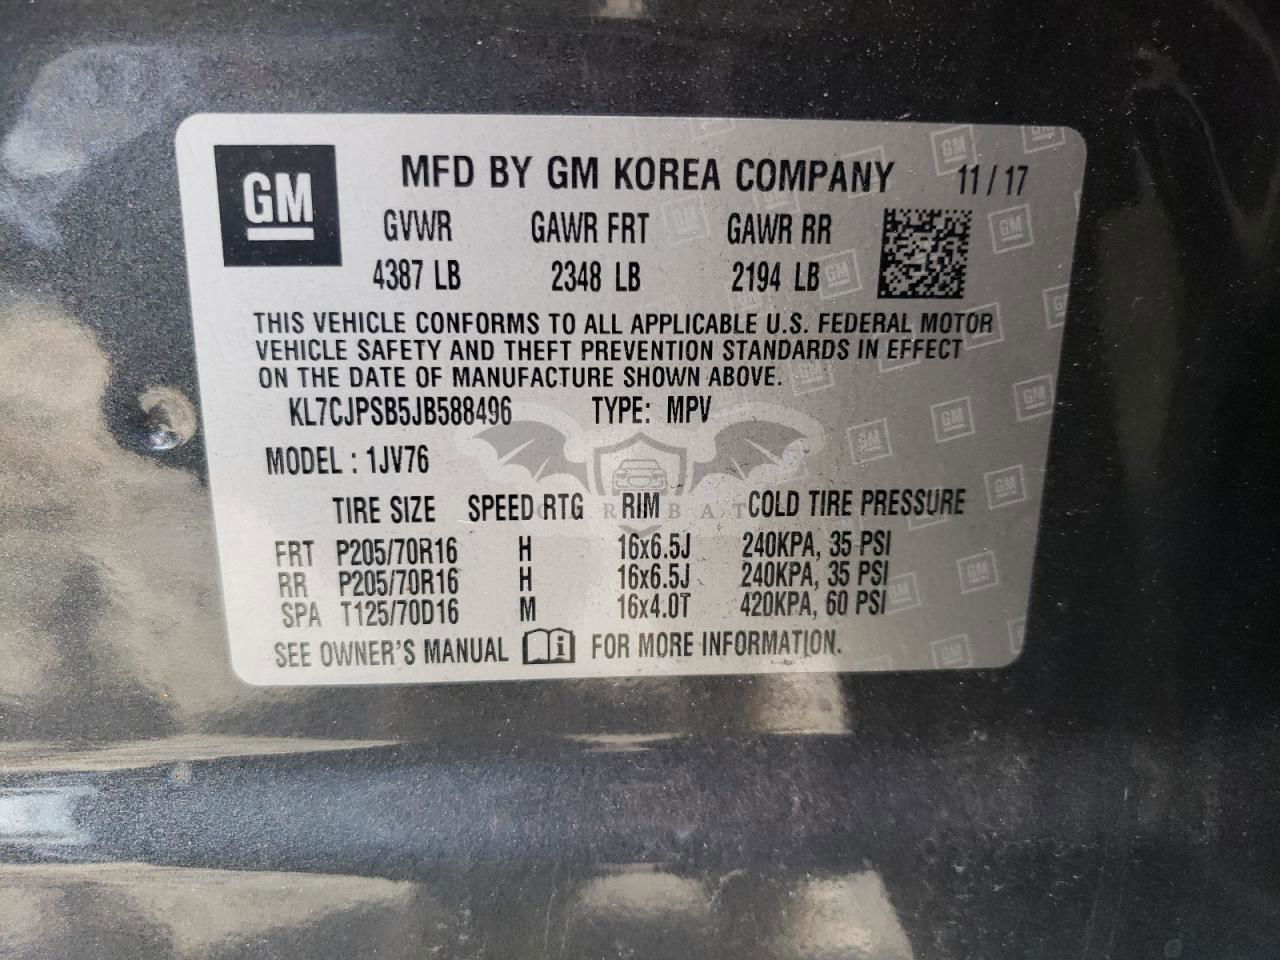 GM
MFD BY GM KOREA COMPANY 11/17
GVWR GAWR FRT GAWR RR
4387 LB 2348 LB 2194 LB
THIS VEHICLE CONFORMS TO ALL APPLICABLE U.S. FEDERAL MOTOR
VEHICLE SAFETY AND THEFT PREVENTION STANDARDS IN EFFECT
ON THE DATE OF MANUFACTURE SHOWN ABOVE.
KL7CJPSB5JB588496 TYPE: MPV
MODEL : 1JV76
TIRE SIZE SPEED RTG RIM COLD TIRE PRESSURE
CARBAT
FRT P205/70R16 H 16x6.5J 240KPA, 35 PSI
RR P205/70R16 H 16x6.5J 240KPA, 35 PSI
SPA T125/70D16 M 16x4.0T 420KPA, 60 PSI
SEE OWNER'S MANUAL i FOR MORE INFORMATION.